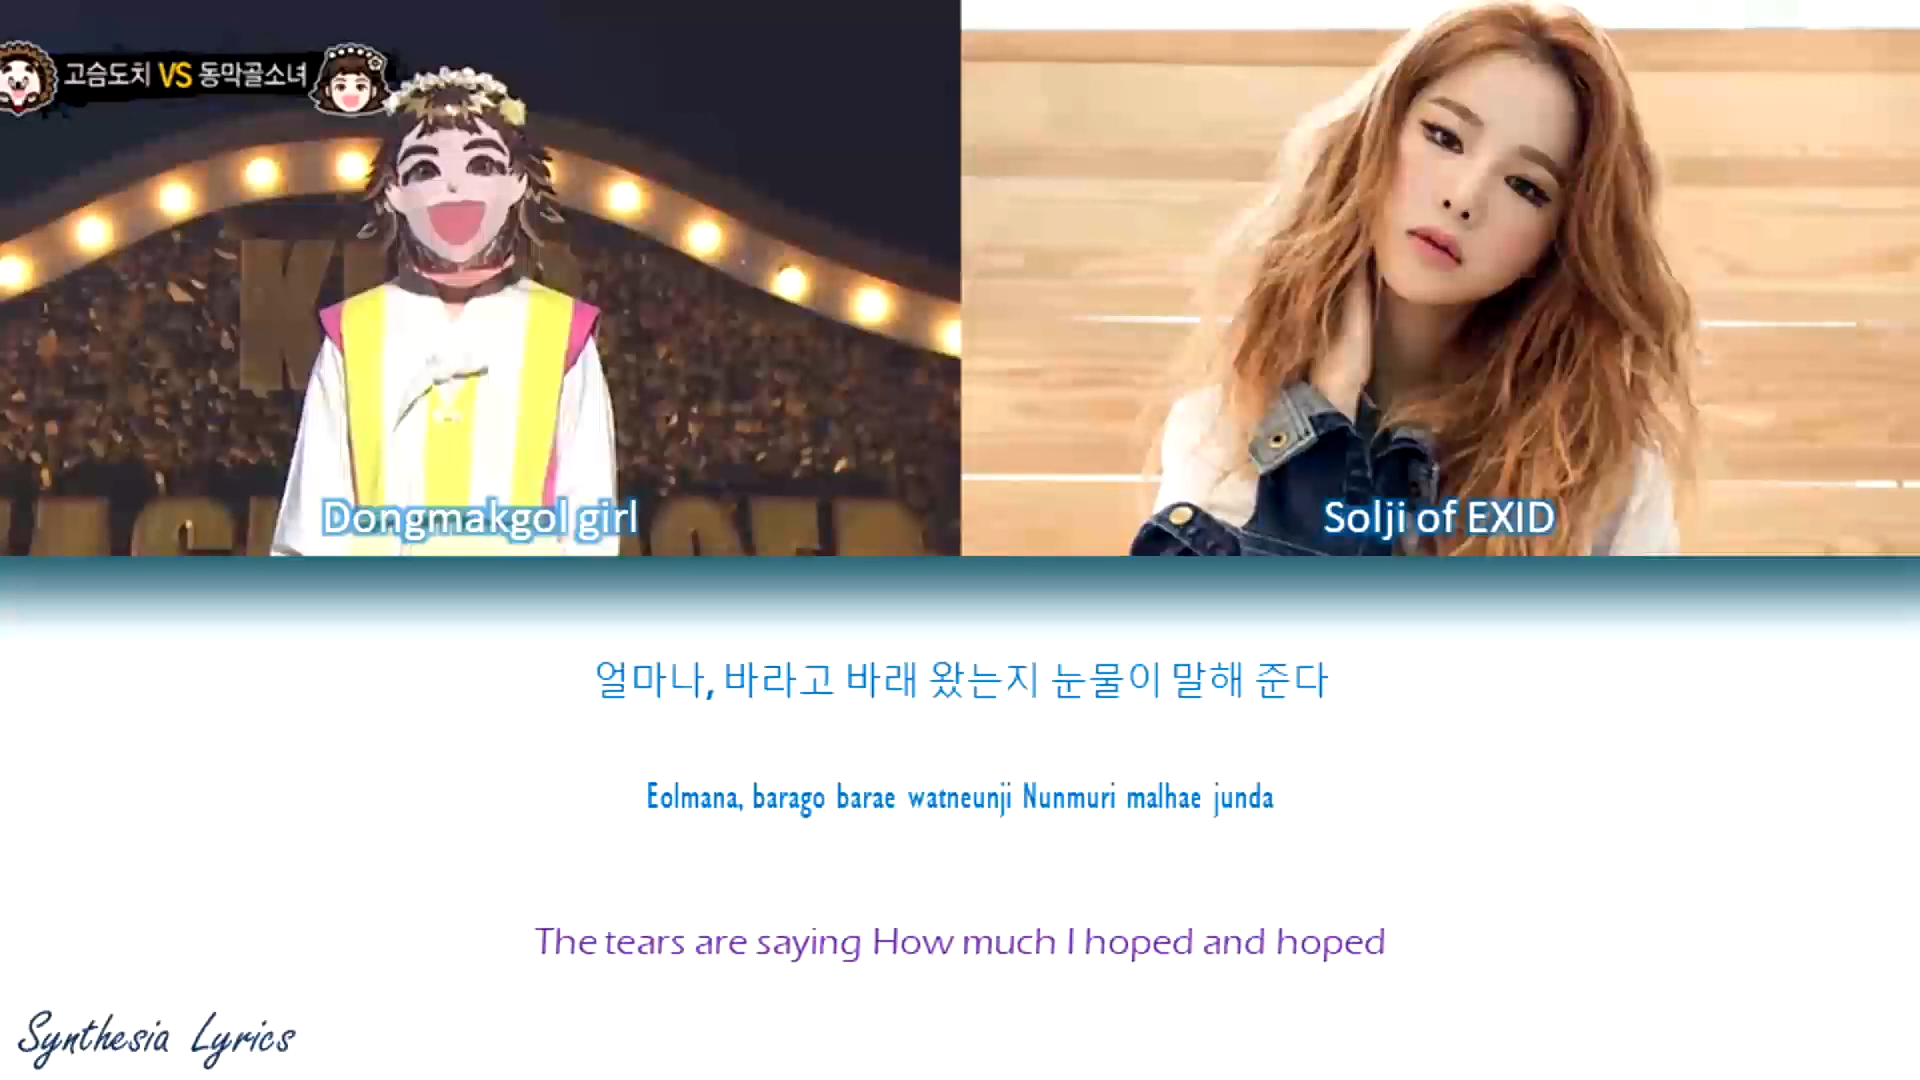 고슴도치 VS 동막골소녀
Dongmakgol girl
Solji of EXID
얼마나, 바라고 바래 왔는지 눈물이 말해 준다
Eolmana, barago barae watneunji Nunmuri malhae junda
The tears are saying How much I hoped and hoped
Synthesia Lyrics